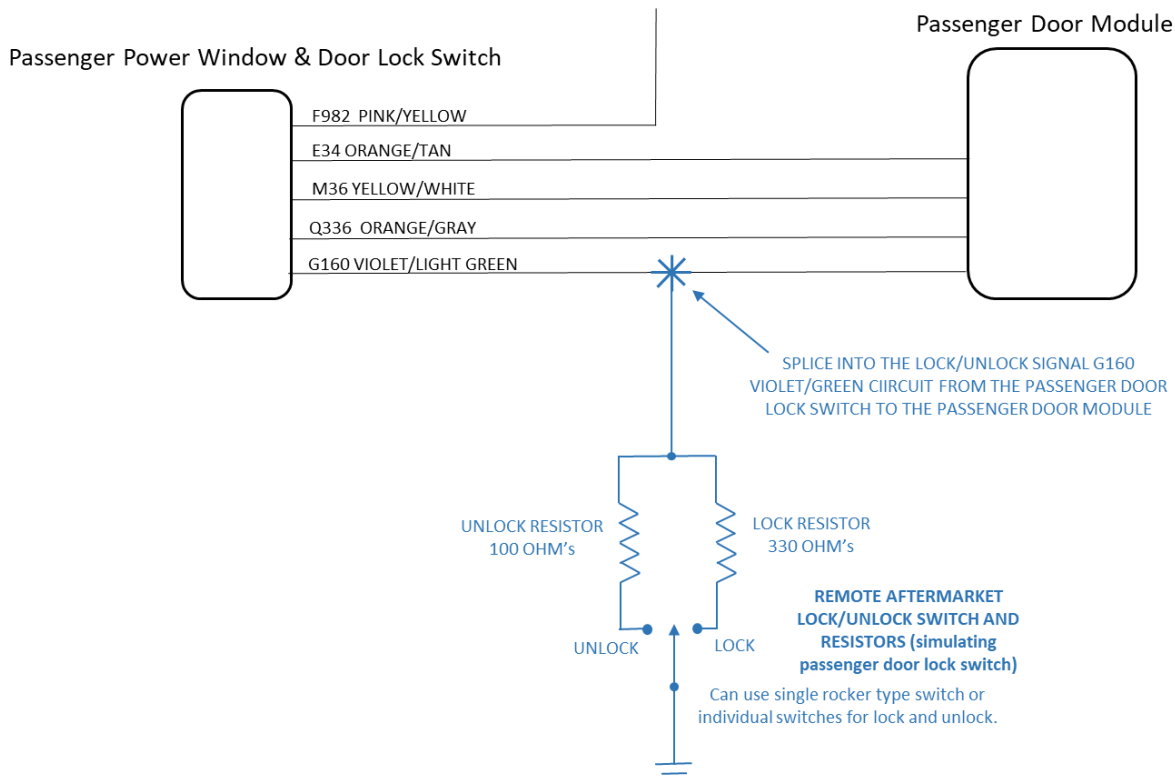 Passenger Door Module
Passenger Power Window & Door Lock Switch
F982 PINK/YELLOW
E34 ORANGE/TAN
M36 YELLOW/WHITE
Q336 ORANGE/GRAY
G160 VIOLET/LIGHT GREEN
SPLICE INTO THE LOCK/UNLOCK SIGNAL G160
VIOLET/GREEN CIIRCUIT FROM THE PASSENGER DOOR
LOCK SWITCH TO THE PASSENGER DOOR MODULE
UNLOCK RESISTOR
100 OHM's
LOCK RESISTOR
330 OHM's
REMOTE AFTERMARKET
LOCK/UNLOCK SWITCH AND
RESISTORS (simulating
passenger door lock switch)
UNLOCK
LOCK
Can use single rocker type switch or
individual switches for lock and unlock.